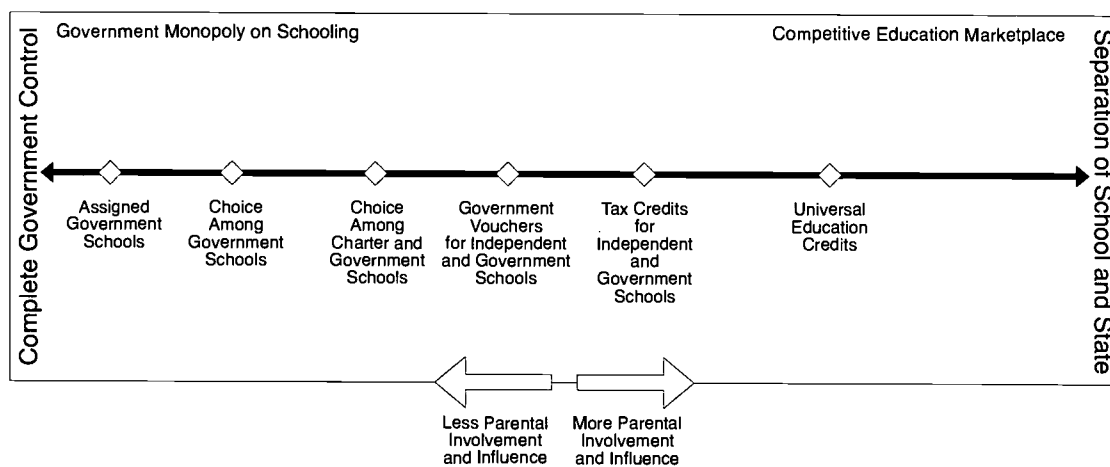 Complete Government Control
Government Monopoly on Schooling
Competitive Education Marketplace
Separation of School and State
Assigned
Government
Schools
Choice
Among
Government
Schools
Choice
Among
Charter and
Government
Schools
Government
Vouchers
for Independent
and Government
Schools
Tax Credits
for
Independent
and
Government
Schools
Universal
Education
Credits
Less Parental
Involvement
and Influence
More Parental
Involvement
and Influence